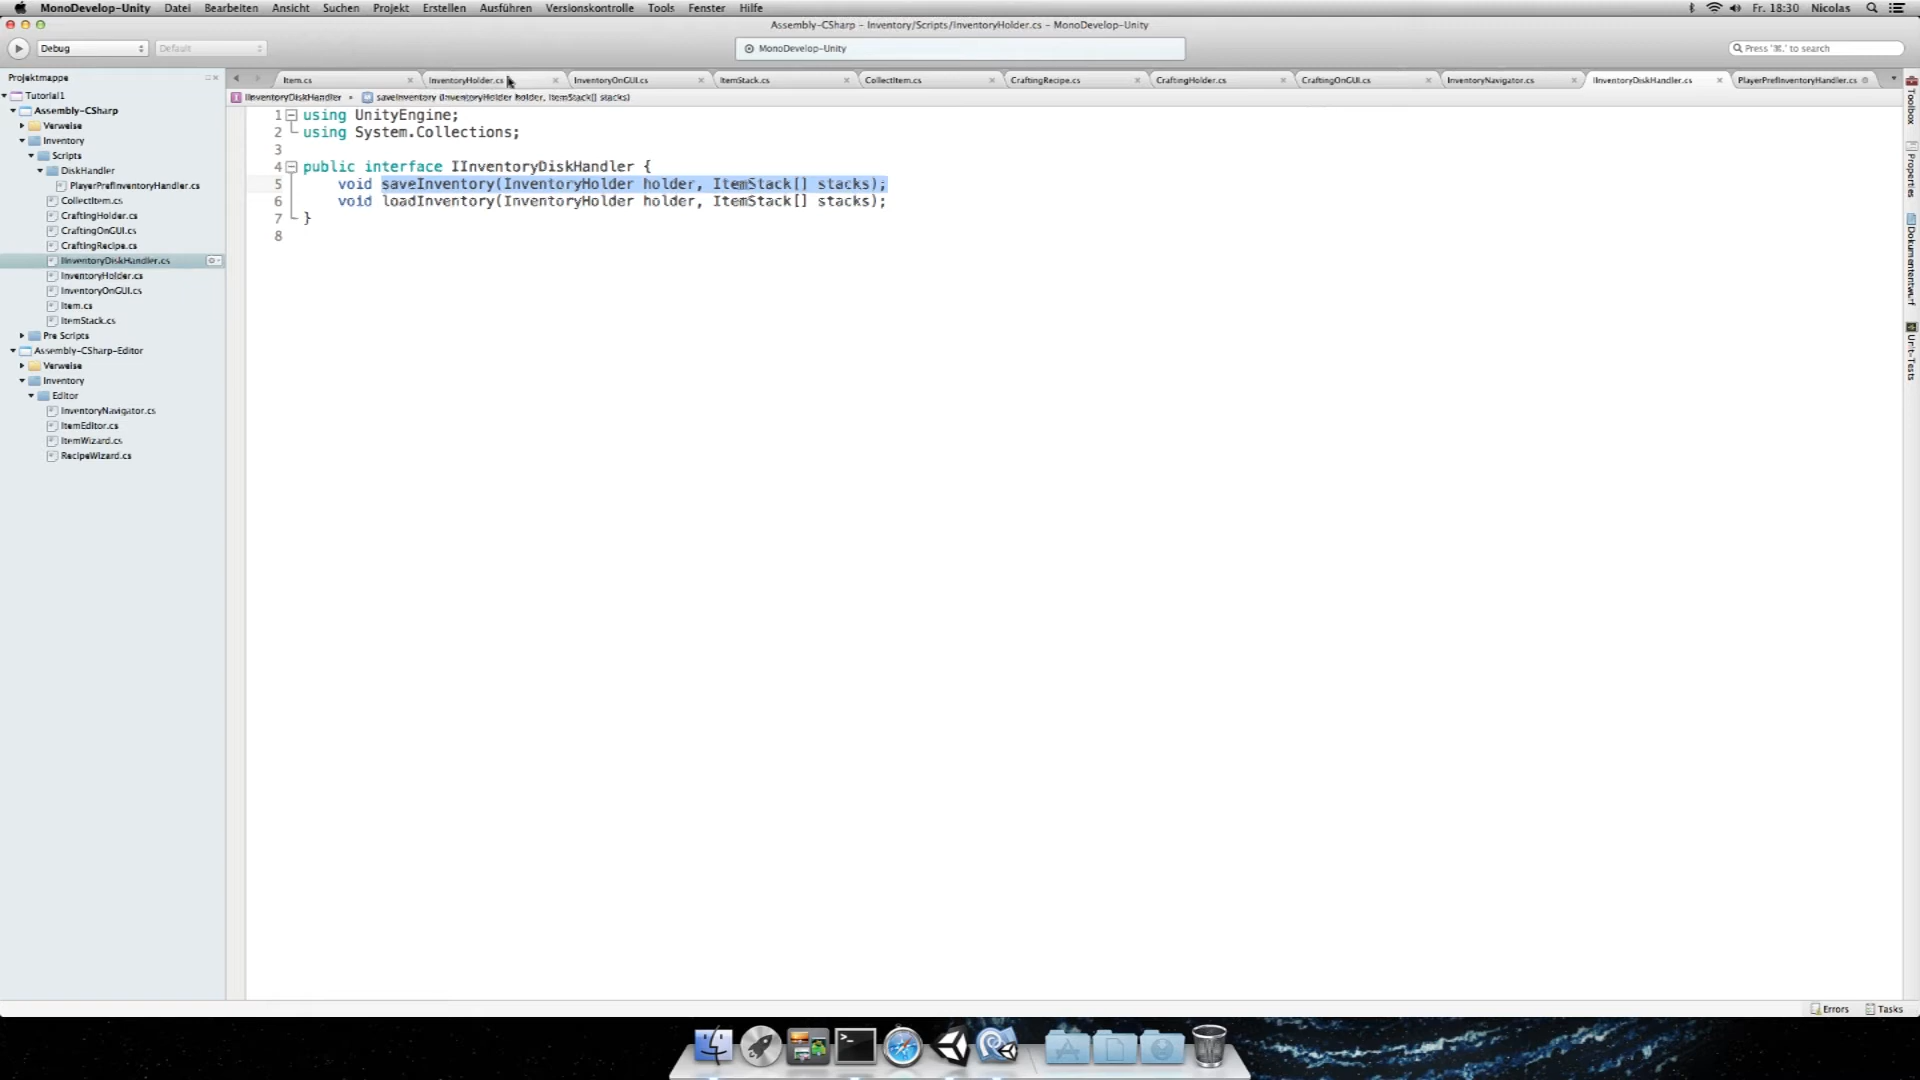 MonoDevelop-Unity Datei Bearbeiten Ansicht Suchen Projekt Erstellen Ausführen Versionskontrolle Tools Fenster Hilfe Fr. 18:30 Nicolas
Assembly-CSharp – Inventory/Scripts/InventoryHolder.cs – MonoDevelop-Unity
Debug Default MonoDevelop-Unity Press '⌘.' to search
Projektmappe
Item.cs InventoryHolder.cs InventoryOnGUI.cs ItemStack.cs CollectItem.cs CraftingRecipe.cs CraftingHolder.cs CraftingOnGUI.cs InventoryNavigator.cs IInventoryDiskHandler.cs PlayerPrefInventoryHandler.cs
IInventoryDiskHandler saveInventory (InventoryHolder holder, ItemStack[] stacks)
Tutorial1
Assembly-CSharp
Verweise
Inventory
Scripts
DiskHandler
PlayerPrefInventoryHandler.cs
CollectItem.cs
CraftingHolder.cs
CraftingOnGUI.cs
CraftingRecipe.cs
IInventoryDiskHandler.cs
InventoryHolder.cs
InventoryOnGUI.cs
Item.cs
ItemStack.cs
Pre Scripts
Assembly-CSharp-Editor
Verweise
Inventory
Editor
InventoryNavigator.cs
ItemEditor.cs
ItemWizard.cs
RecipeWizard.cs
1 using UnityEngine;
2 using System.Collections;
3
4 public interface IInventoryDiskHandler {
5 void saveInventory(InventoryHolder holder, ItemStack[] stacks);
6 void loadInventory(InventoryHolder holder, ItemStack[] stacks);
7 }
8
Toolbox
Properties
Dokumententwurf
Unit-Tests
Errors Tasks